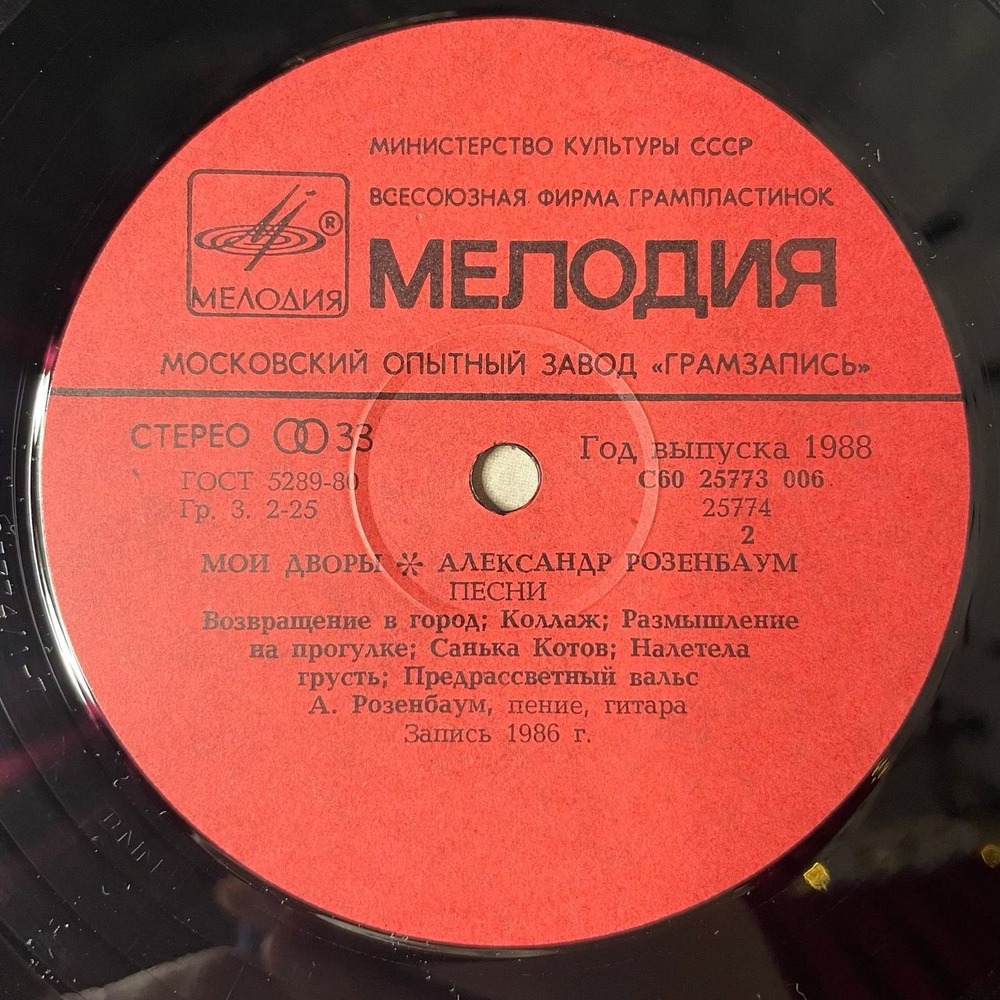 МИНИСТЕРСТВО КУЛЬТУРЫ СССР
ВСЕСОЮЗНАЯ ФИРМА ГРАМПЛАСТИНОК
®
МЕЛОДИЯ
МЕЛОДИЯ
МОСКОВСКИЙ ОПЫТНЫЙ ЗАВОД «ГРАМЗАПИСЬ»
СТЕРЕО 33
Год выпуска 1988
ГОСТ 5289-80
С60 25773 006
Гр. 3. 2-25
25774
2
МОИ ДВОРЫ * АЛЕКСАНДР РОЗЕНБАУМ
ПЕСНИ
Возвращение в город; Коллаж; Размышление
на прогулке; Санька Котов; Налетела
грусть; Предрассветный вальс
А. Розенбаум, пение, гитара
Запись 1986 г.